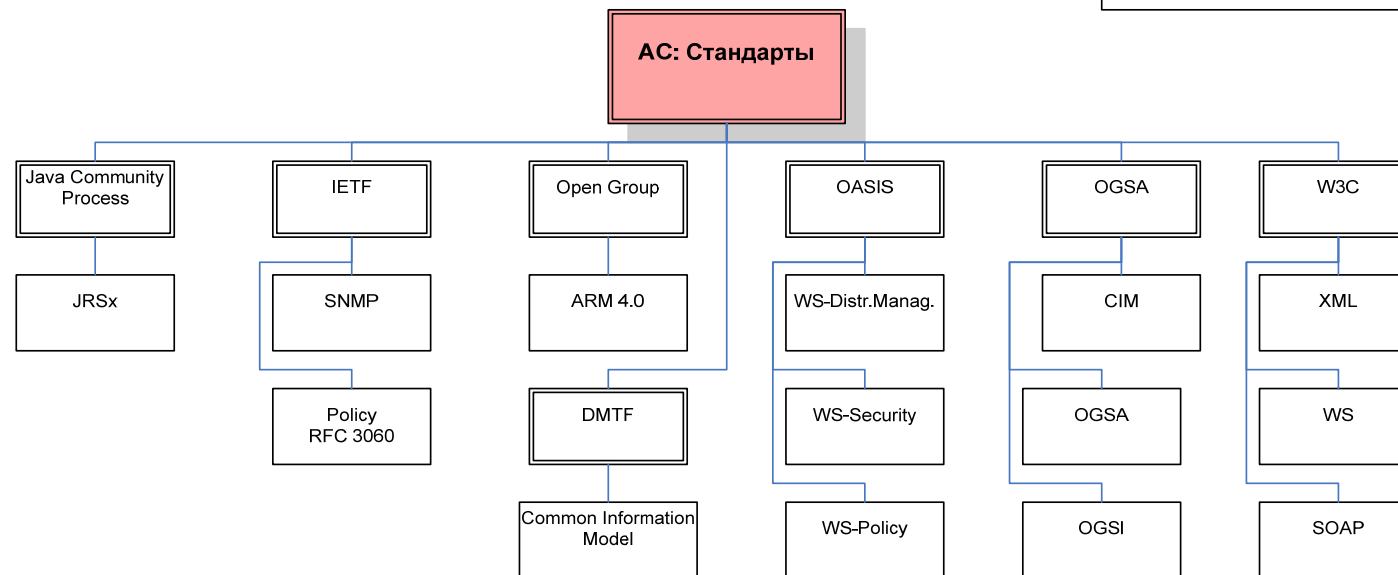 АС: Стандарты
Java Community
Process
IETF
Open Group
OASIS
OGSA
W3C
JRSx
SNMP
ARM 4.0
WS-Distr.Manag.
CIM
XML
Policy
RFC 3060
DMTF
WS-Security
OGSA
WS
Common Information
Model
WS-Policy
OGSI
SOAP